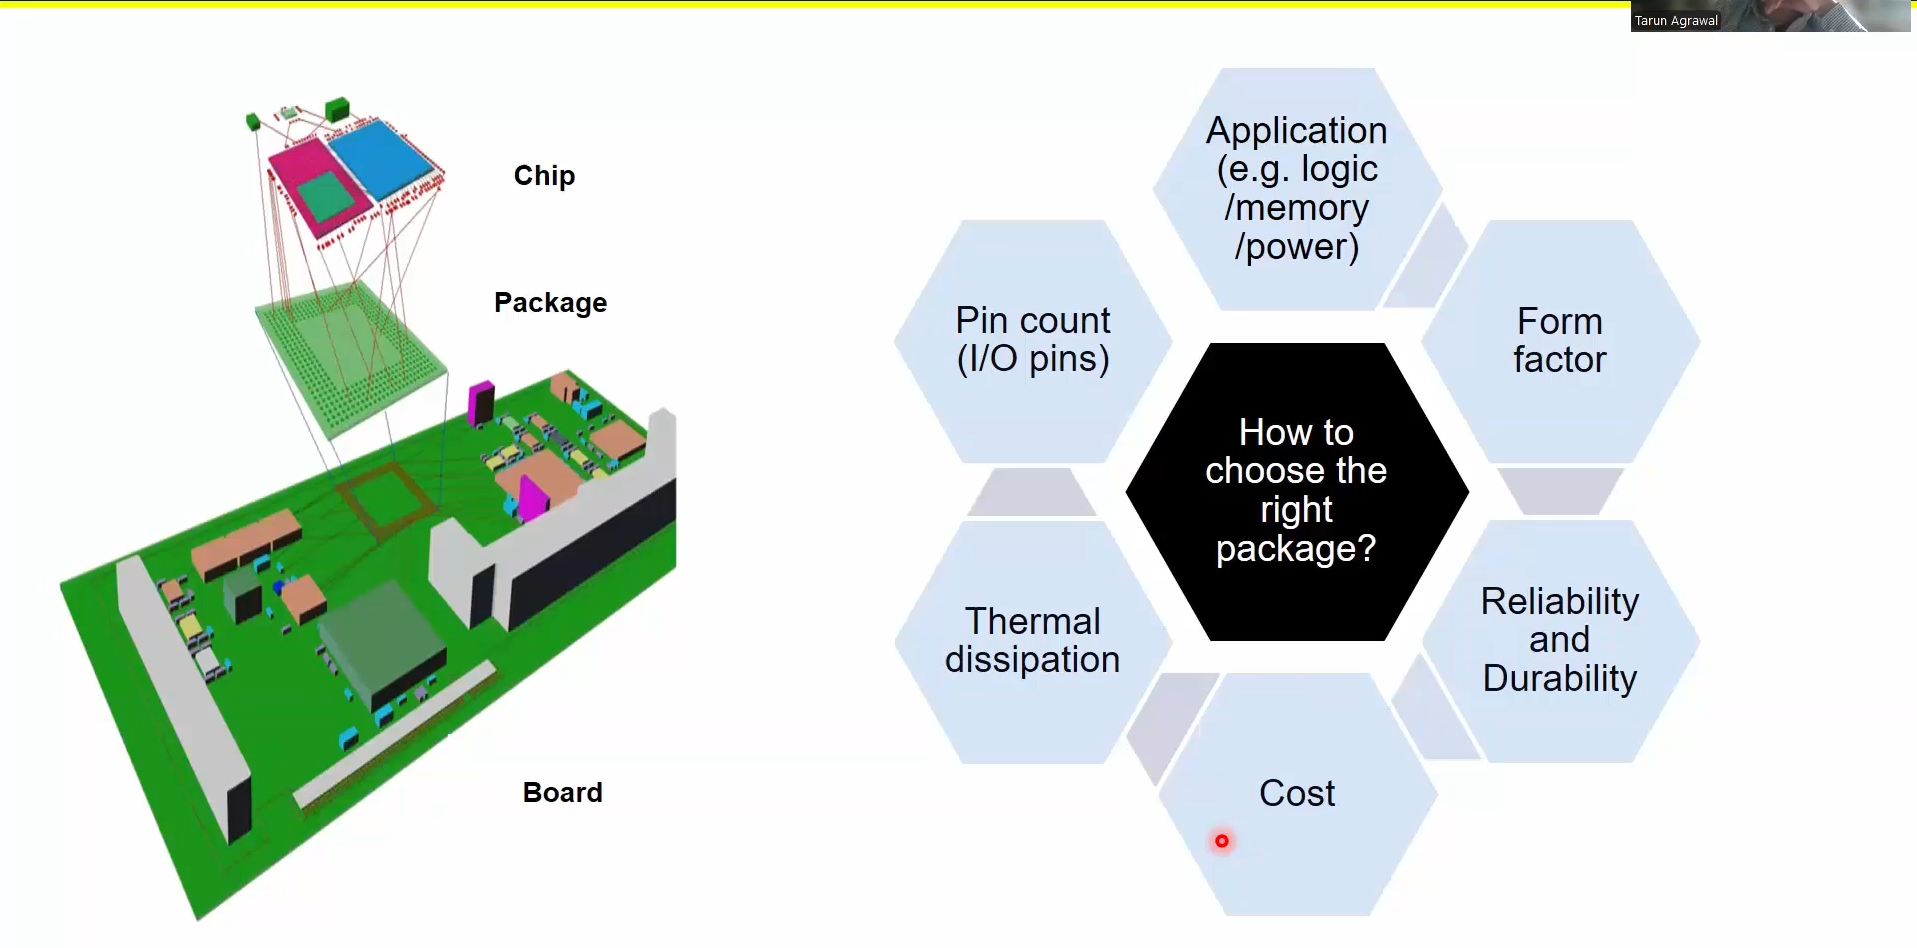 Tarun Agrawal
Chip
Package
Board
Application
(e.g. logic
/memory
/power)
Pin count
(I/O pins)
Form
factor
How to
choose the
right
package?
Thermal
dissipation
Reliability
and
Durability
Cost